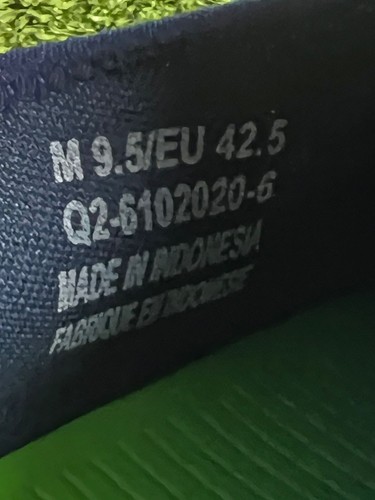 M 9.5/EU 42.5
Q2-6102020-6
MADE IN INDONESIA
FABRIQUE EN INDONESIE